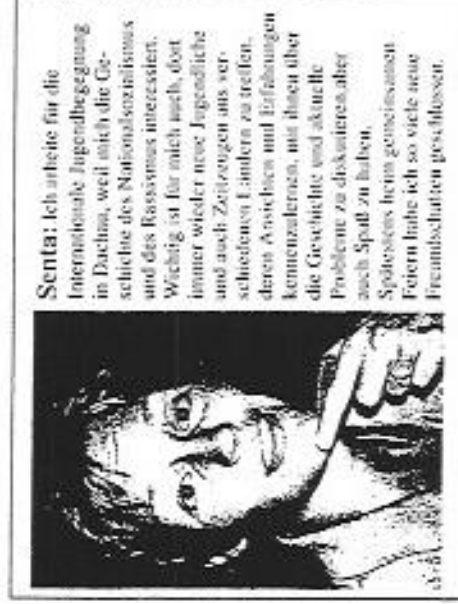 Senta: Ich arbeite für die
Internationale Jugendbegegnung
in Dachau, weil mich die Ge-
schichte des Nationalsozialismus
und des Rassismus interessiert.
Wichtig ist für mich auch, dort
immer wieder neue Jugendliche
und auch Zeitzeugen aus ver-
schiedenen Ländern zu treffen,
deren Ansichten und Erfahrungen
kennenzulernen, mit ihnen über
die Geschichte und aktuelle
Probleme zu diskutieren, aber
auch Spaß zu haben.
Spätestens beim gemeinsamen
Feiern habe ich so viele neue
Freundschaften geschlossen.